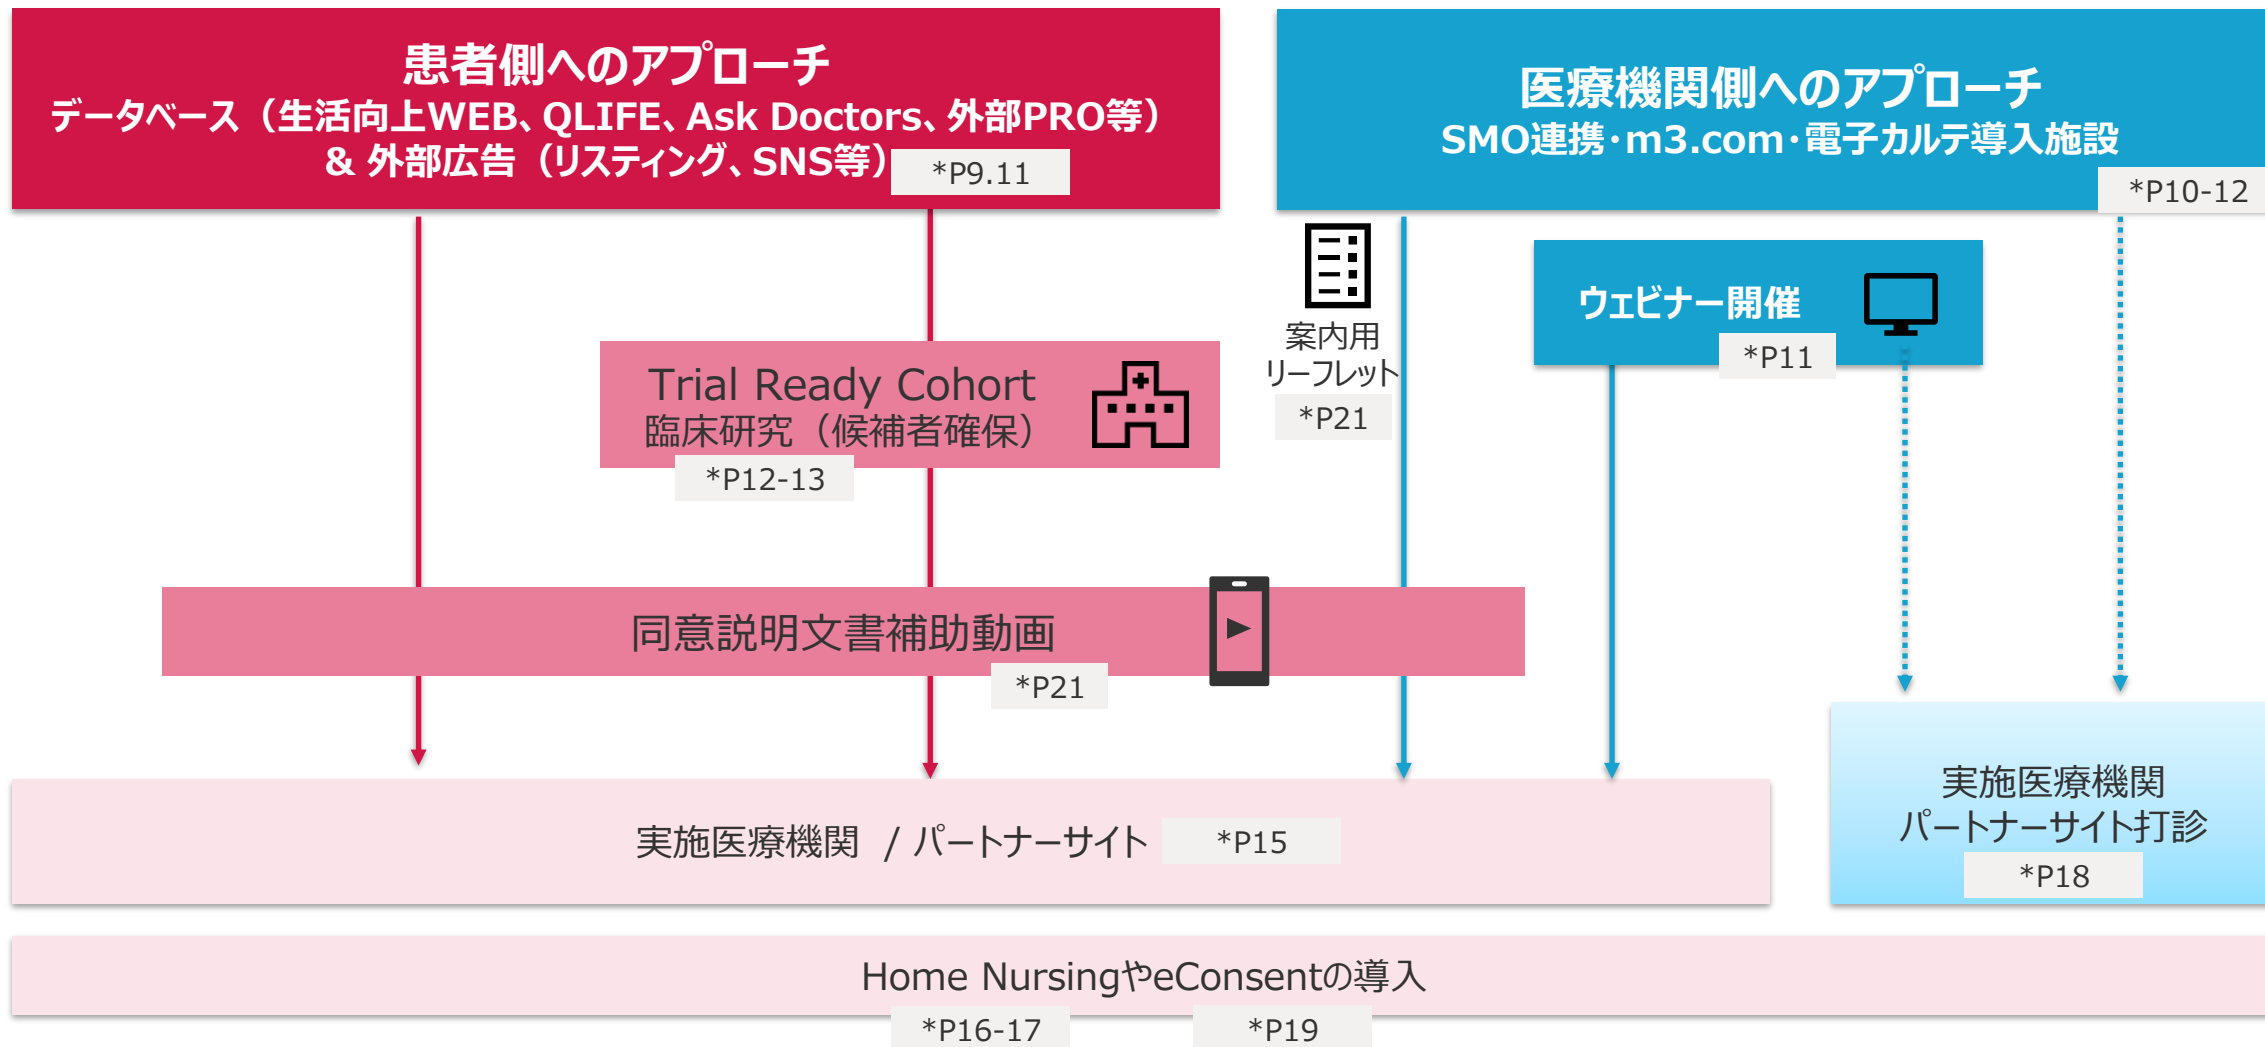 患者側へのアプローチ
データベース（生活向上WEB、QLIFE、Ask Doctors、外部PRO等）
& 外部広告（リスティング、SNS等）
*P9.11
医療機関側へのアプローチ
SMO連携・m3.com・電子カルテ導入施設
*P10-12
案内用
リーフレット
*P21
ウェビナー開催
*P11
Trial Ready Cohort
臨床研究（候補者確保）
*P12-13
同意説明文書補助動画
*P21
実施医療機関 / パートナーサイト
*P15
実施医療機関
パートナーサイト打診
*P18
Home NursingやeConsentの導入
*P16-17
*P19